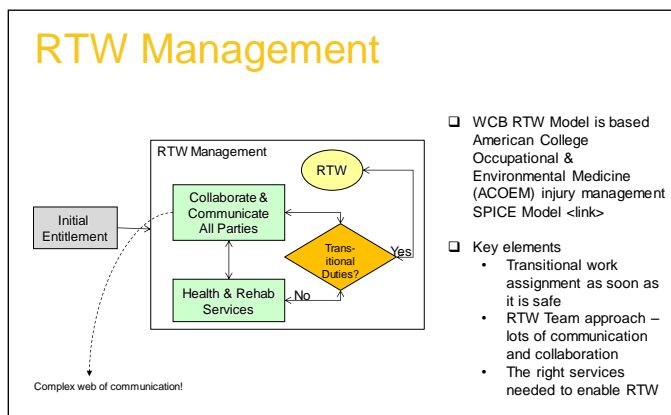 RTW Management
RTW Management
RTW
Collaborate &
Communicate
All Parties
Initial
Entitlement
Trans-
itional
Duties?
Yes
Health & Rehab
Services
No
Complex web of communication!
❑ WCB RTW Model is based
American College
Occupational &
Environmental Medicine
(ACOEM) injury management
SPICE Model <link>
❑ Key elements
• Transitional work
assignment as soon as
it is safe
• RTW Team approach –
lots of communication
and collaboration
• The right services
needed to enable RTW